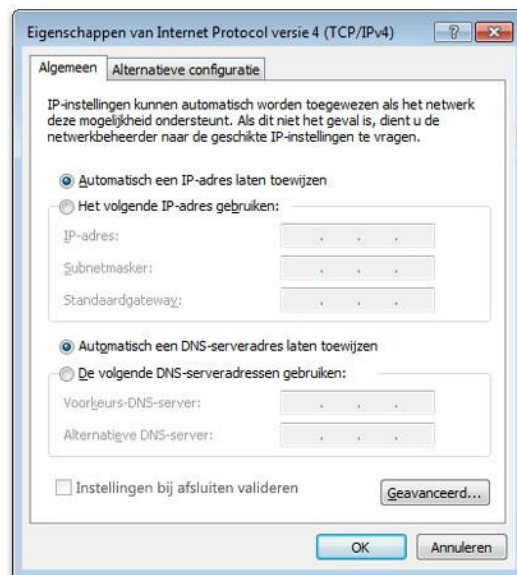 Eigenschappen van Internet Protocol versie 4 (TCP/IPv4)
Algemeen
Alternatieve configuratie
IP-instellingen kunnen automatisch worden toegewezen als het netwerk
deze mogelijkheid ondersteunt. Als dit niet het geval is, dient u de
netwerkbeheerder naar de geschikte IP-instellingen te vragen.
Automatisch een IP-adres laten toewijzen
Het volgende IP-adres gebruiken:
IP-adres:
Subnetmasker:
Standaardgateway:
Automatisch een DNS-serveradres laten toewijzen
De volgende DNS-serveradressen gebruiken:
Voorkeurs-DNS-server:
Alternatieve DNS-server:
Instellingen bij afsluiten valideren
Geavanceerd...
OK
Annuleren